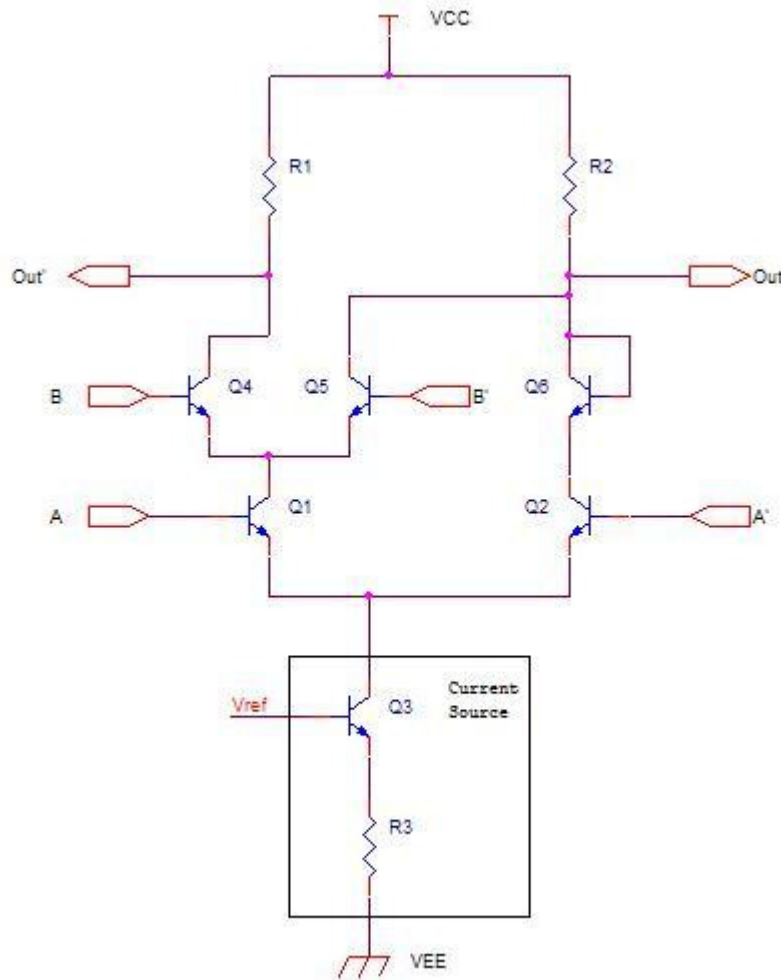 VCC
R1
R2
Out'
Out
B
Q4
Q5
B'
Q6
A
Q1
Q2
A'
Vref
Q3
Current
Source
R3
VEE